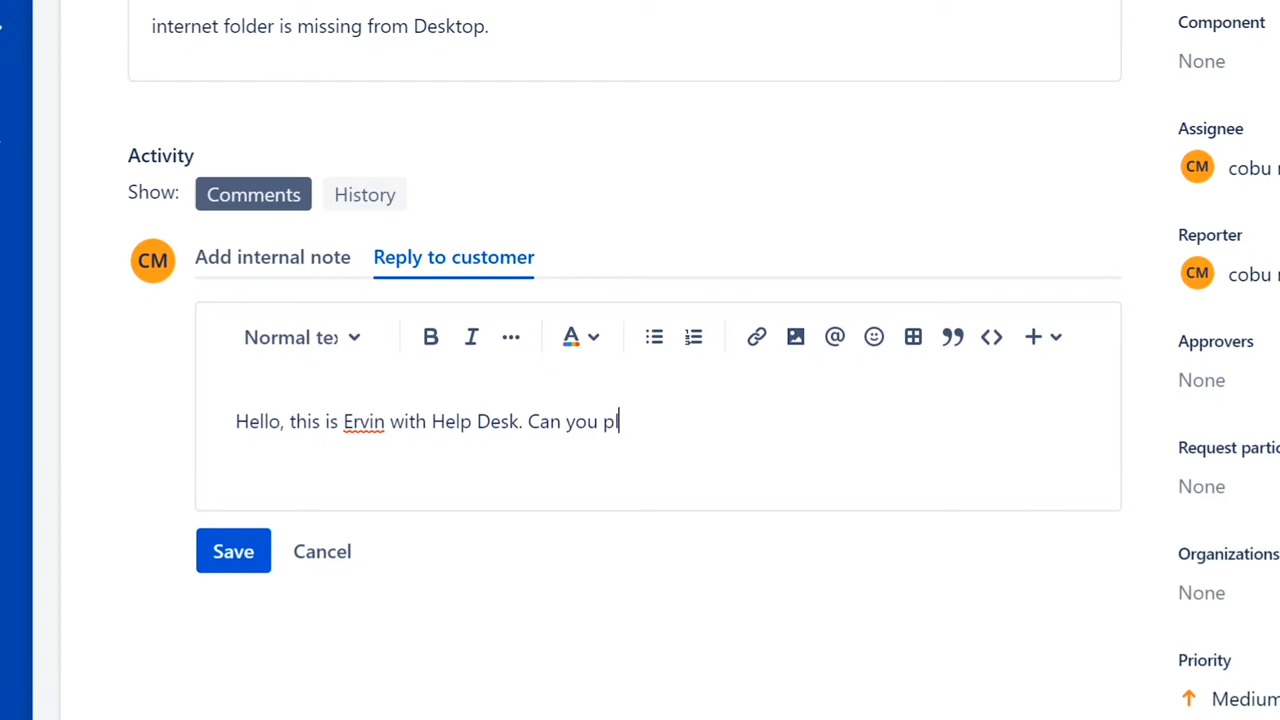 internet folder is missing from Desktop.
Activity
Show: Comments History
CM Add internal note Reply to customer
Normal te
Hello, this is Ervin with Help Desk. Can you pl
Save Cancel
Component
None
Assignee
CM cobu
Reporter
CM cobu
Approvers
None
Request
None
Organizations
None
Priority
Medium